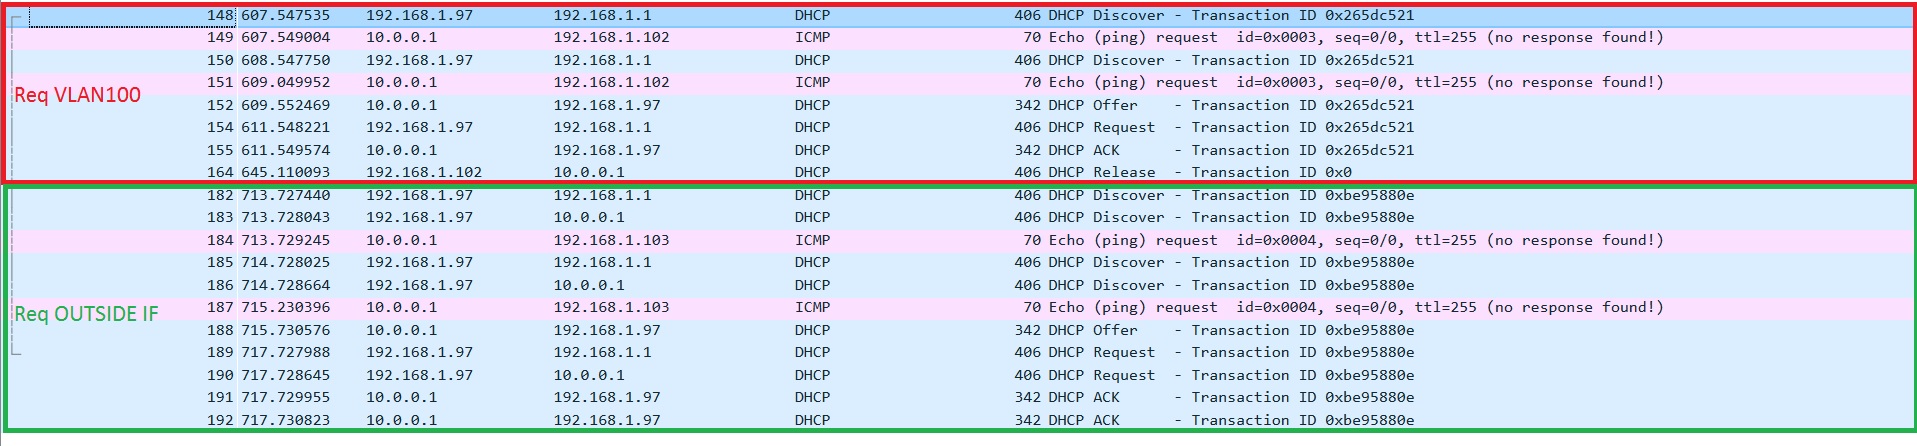 148 607.547535 192.168.1.97 192.168.1.1 DHCP 406 DHCP Discover - Transaction ID 0x265dc521
149 607.549004 10.0.0.1 192.168.1.102 ICMP 70 Echo (ping) request id=0x0003, seq=0/0, ttl=255 (no response found!)
150 608.547750 192.168.1.97 192.168.1.1 DHCP 406 DHCP Discover - Transaction ID 0x265dc521
151 609.049952 10.0.0.1 192.168.1.102 ICMP 70 Echo (ping) request id=0x0003, seq=0/0, ttl=255 (no response found!)
Req VLAN100
152 609.552469 10.0.0.1 192.168.1.97 DHCP 342 DHCP Offer - Transaction ID 0x265dc521
154 611.548221 192.168.1.97 192.168.1.1 DHCP 406 DHCP Request - Transaction ID 0x265dc521
155 611.549574 10.0.0.1 192.168.1.97 DHCP 342 DHCP ACK - Transaction ID 0x265dc521
164 645.110093 192.168.1.102 10.0.0.1 DHCP 406 DHCP Release - Transaction ID 0x0
182 713.727440 192.168.1.97 192.168.1.1 DHCP 406 DHCP Discover - Transaction ID 0xbe95880e
183 713.728043 192.168.1.97 10.0.0.1 DHCP 406 DHCP Discover - Transaction ID 0xbe95880e
184 713.729245 10.0.0.1 192.168.1.103 ICMP 70 Echo (ping) request id=0x0004, seq=0/0, ttl=255 (no response found!)
185 714.728025 192.168.1.97 192.168.1.1 DHCP 406 DHCP Discover - Transaction ID 0xbe95880e
186 714.728664 192.168.1.97 10.0.0.1 DHCP 406 DHCP Discover - Transaction ID 0xbe95880e
187 715.230396 10.0.0.1 192.168.1.103 ICMP 70 Echo (ping) request id=0x0004, seq=0/0, ttl=255 (no response found!)
Req OUTSIDE IF
188 715.730576 10.0.0.1 192.168.1.97 DHCP 342 DHCP Offer - Transaction ID 0xbe95880e
189 717.727988 192.168.1.97 192.168.1.1 DHCP 406 DHCP Request - Transaction ID 0xbe95880e
190 717.728645 192.168.1.97 10.0.0.1 DHCP 406 DHCP Request - Transaction ID 0xbe95880e
191 717.729955 10.0.0.1 192.168.1.97 DHCP 342 DHCP ACK - Transaction ID 0xbe95880e
192 717.730823 10.0.0.1 192.168.1.97 DHCP 342 DHCP ACK - Transaction ID 0xbe95880e